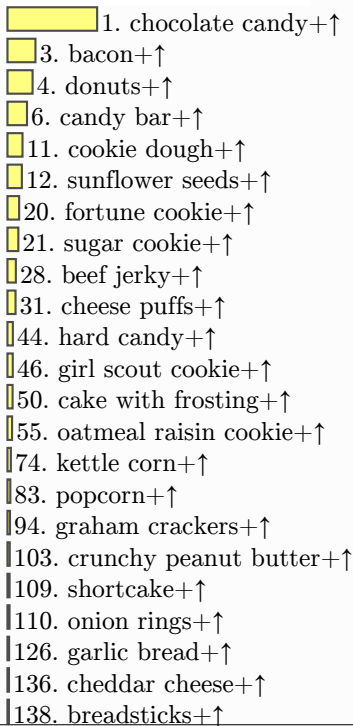 1. chocolate candy+↑
3. bacon+↑
4. donuts+↑
6. candy bar+↑
11. cookie dough+↑
12. sunflower seeds+↑
20. fortune cookie+↑
21. sugar cookie+↑
28. beef jerky+↑
31. cheese puffs+↑
44. hard candy+↑
46. girl scout cookie+↑
50. cake with frosting+↑
55. oatmeal raisin cookie+↑
74. kettle corn+↑
83. popcorn+↑
94. graham crackers+↑
103. crunchy peanut butter+↑
109. shortcake+↑
110. onion rings+↑
126. garlic bread+↑
136. cheddar cheese+↑
138. breadsticks+↑